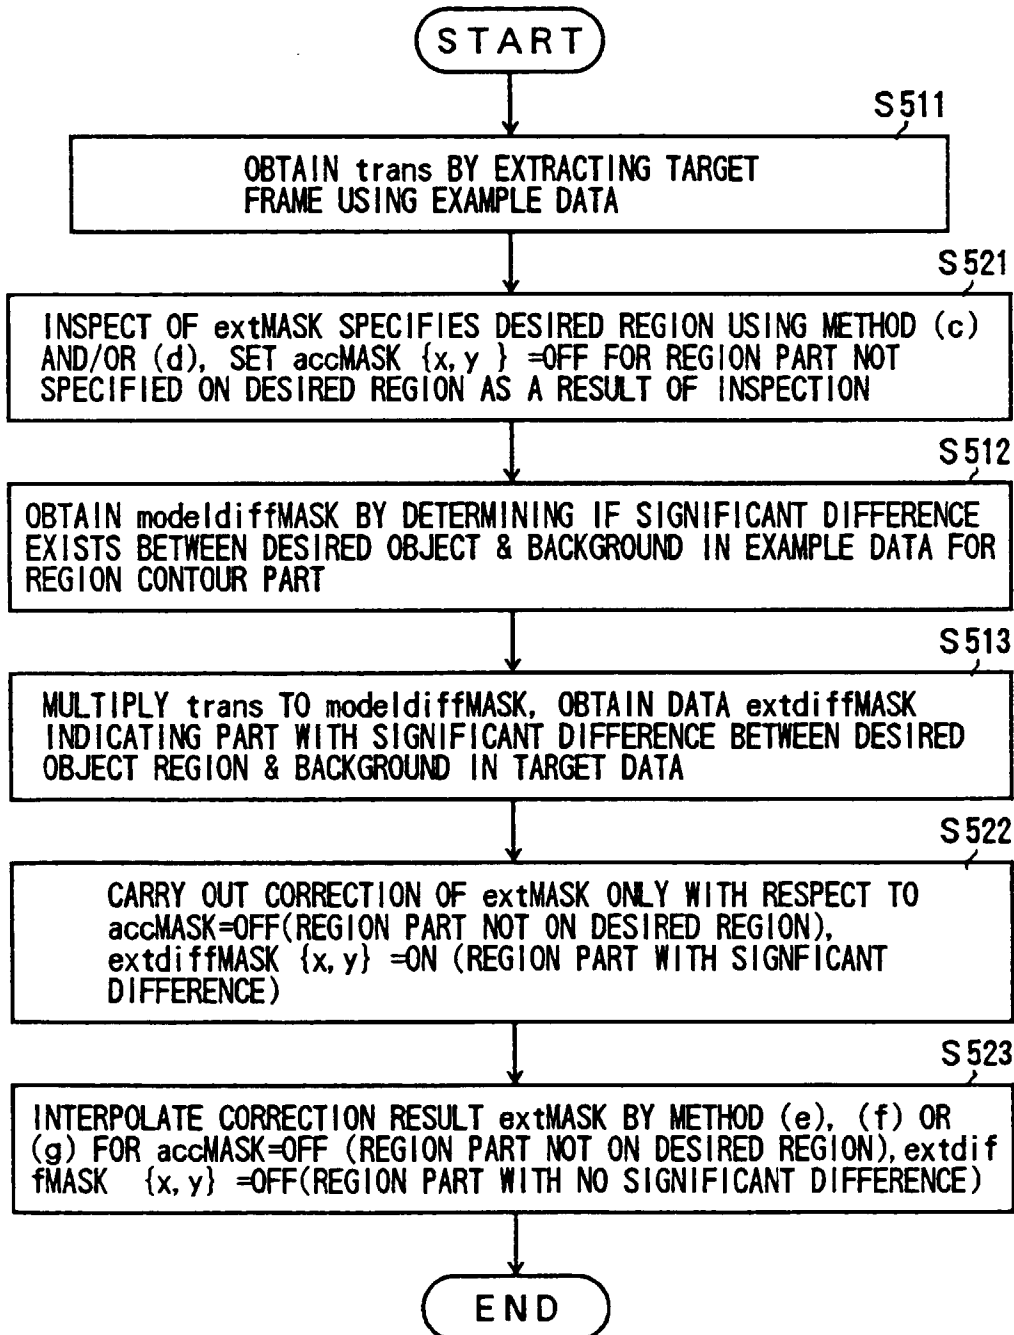 START
S511
OBTAIN trans BY EXTRACTING TARGET
FRAME USING EXAMPLE DATA
S521
INSPECT OF extMASK SPECIFIES DESIRED REGION USING METHOD (c)
AND/OR (d), SET accMASK {x, y } =OFF FOR REGION PART NOT
SPECIFIED ON DESIRED REGION AS A RESULT OF INSPECTION
S512
OBTAIN modeldiffMASK BY DETERMINING IF SIGNIFICANT DIFFERENCE
EXISTS BETWEEN DESIRED OBJECT & BACKGROUND IN EXAMPLE DATA FOR
REGION CONTOUR PART
S513
MULTIPLY trans TO modeldiffMASK, OBTAIN DATA extdiffMASK
INDICATING PART WITH SIGNIFICANT DIFFERENCE BETWEEN DESIRED
OBJECT REGION & BACKGROUND IN TARGET DATA
S522
CARRY OUT CORRECTION OF extMASK ONLY WITH RESPECT TO
accMASK=OFF(REGION PART NOT ON DESIRED REGION),
extdiffMASK {x, y} =ON (REGION PART WITH SIGNFICANT
DIFFERENCE)
S523
INTERPOLATE CORRECTION RESULT extMASK BY METHOD (e), (f) OR
(g) FOR accMASK=OFF (REGION PART NOT ON DESIRED REGION), extdif
fMASK {x, y} =OFF(REGION PART WITH NO SIGNIFICANT DIFFERENCE)
END